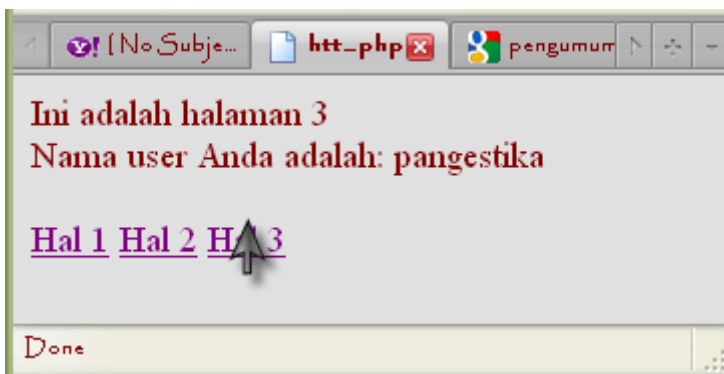 (No Subje... htt_php pengumum
Ini adalah halaman 3
Nama user Anda adalah: pangestika
Hal 1 Hal 2 Hal 3
Done